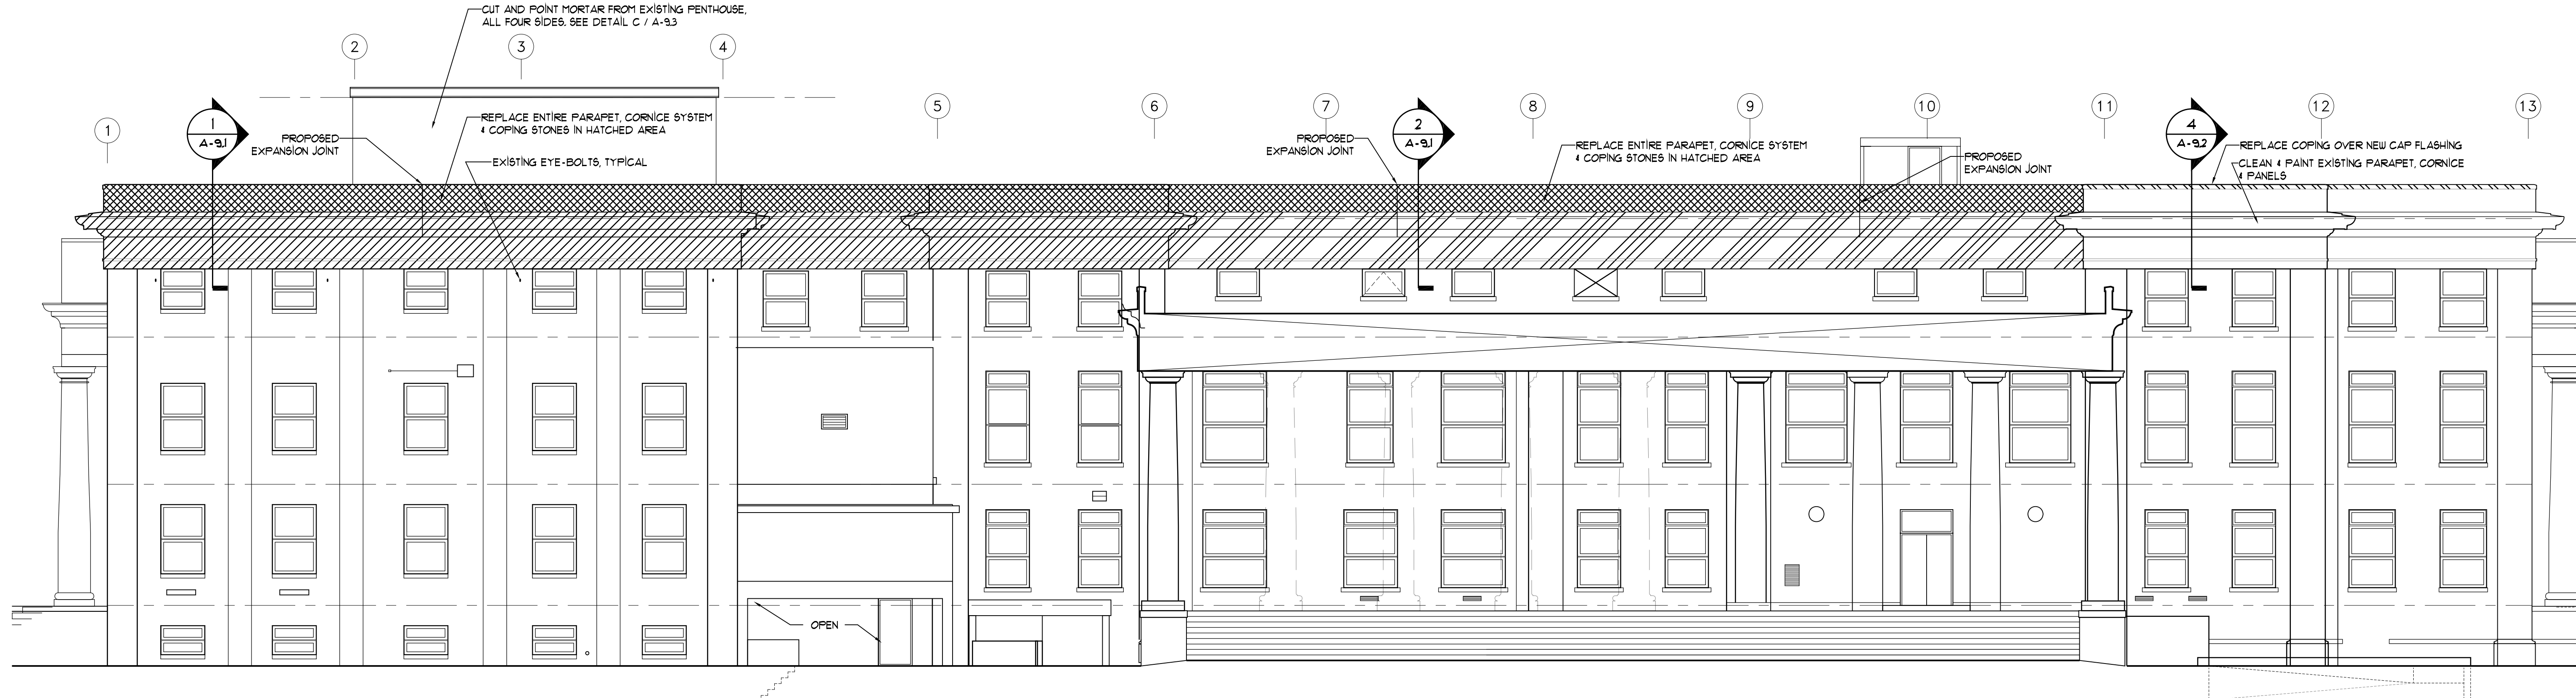 CUT AND POINT MORTAR FROM EXISTING PENTHOUSE,
ALL FOUR SIDES. SEE DETAIL C / A-9.3
2
3
4
5
6
7
8
9
10
11
12
13
1
1
A-9.1
PROPOSED
EXPANSION JOINT
REPLACE ENTIRE PARAPET, CORNICE SYSTEM
& COPING STONES IN HATCHED AREA
EXISTING EYE-BOLTS, TYPICAL
PROPOSED
EXPANSION JOINT
2
A-9.1
REPLACE ENTIRE PARAPET, CORNICE SYSTEM
& COPING STONES IN HATCHED AREA
PROPOSED
EXPANSION JOINT
4
A-9.2
REPLACE COPING OVER NEW CAP FLASHING
CLEAN & PAINT EXISTING PARAPET, CORNICE
& PANELS
OPEN